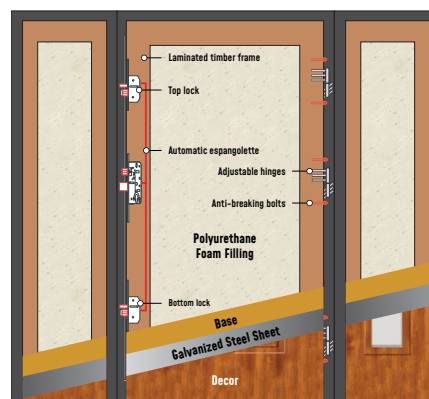 Laminated timber frame
Top lock
Automatic espangolette
Adjustable hinges
Anti-breaking bolts
Polyurethane
Foam Filling
Bottom lock
Base
Galvanized Steel Sheet
Decor